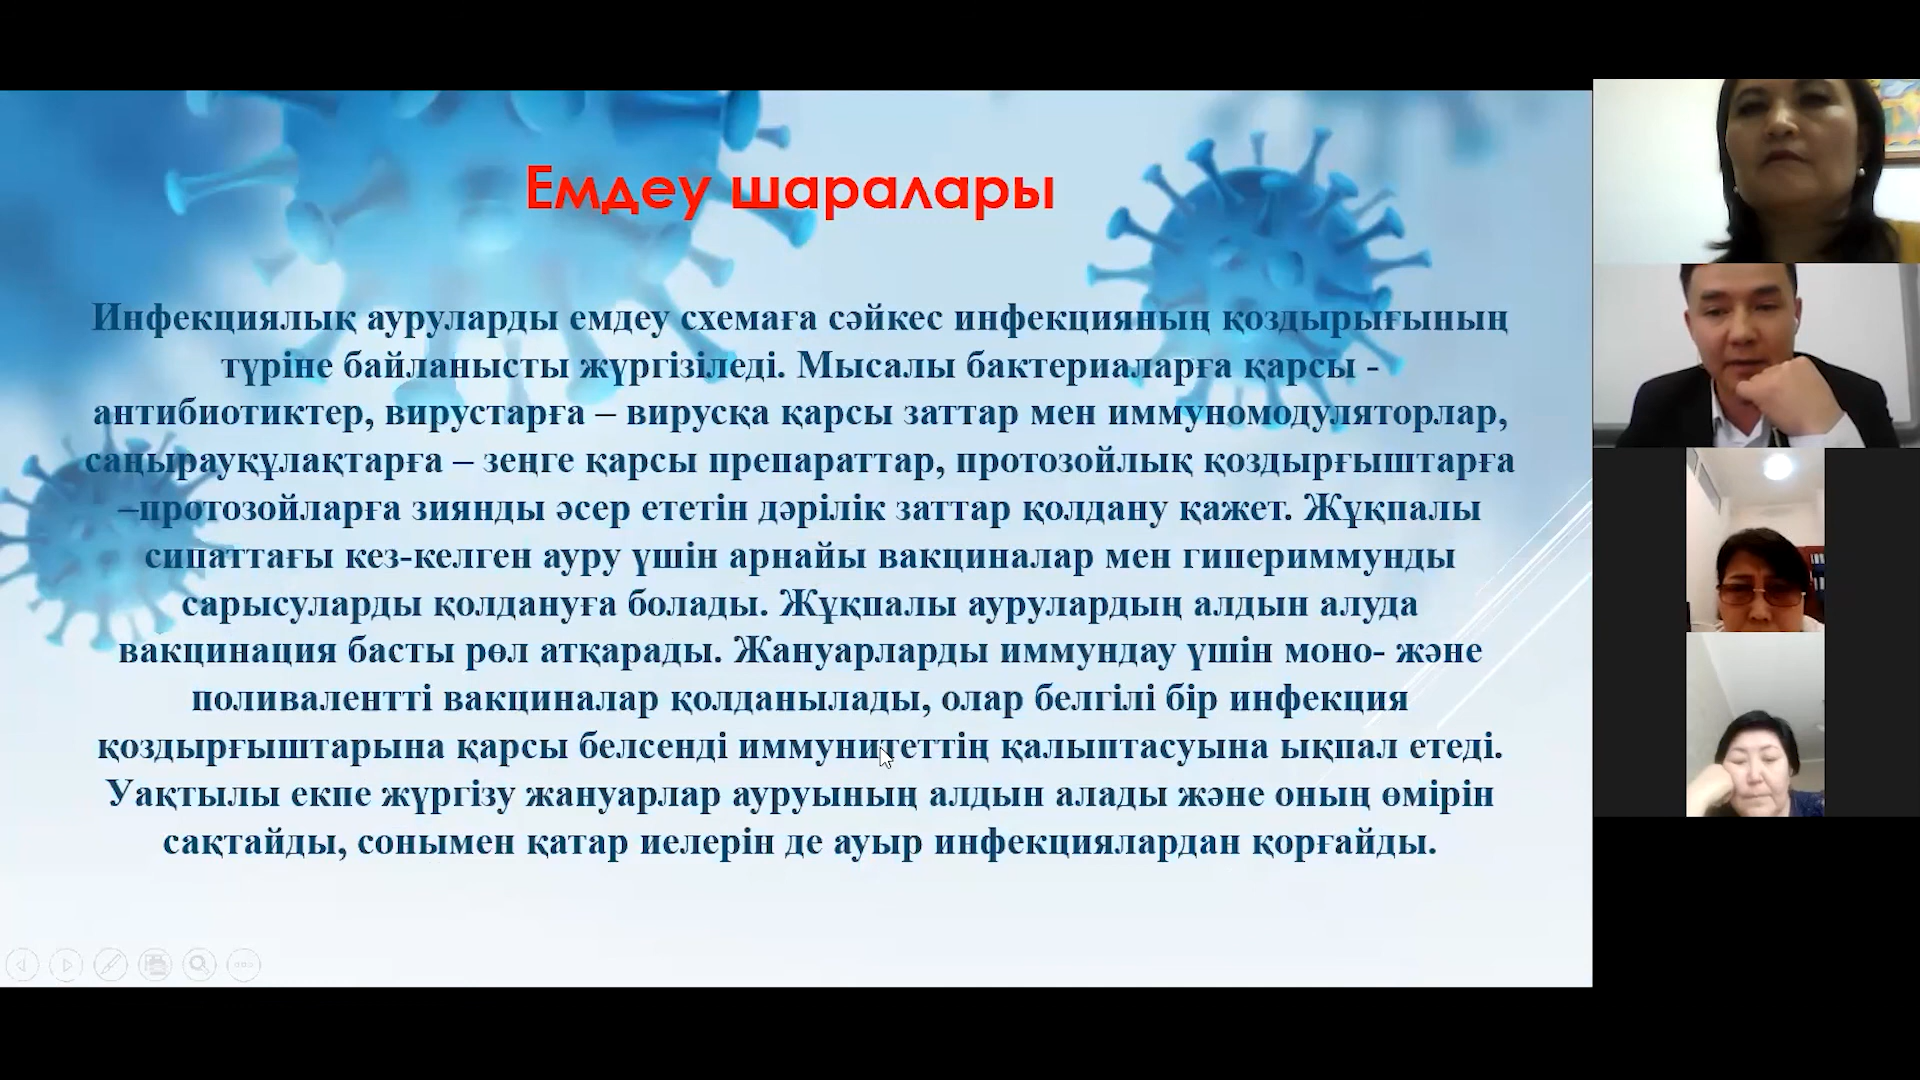 Емдеу шаралары
Инфекциялық ауруларды емдеу схемаға сәйкес инфекцияның қоздырығының
түріне байланысты жүргізіледі. Мысалы бактериаларға қарсы -
антибиотиктер, вирустарға – вирусқа қарсы заттар мен иммуномодуляторлар,
саңырауқұлақтарға – зеңге қарсы препараттар, протозойлық қоздырғыштарға
–протозойларға зиянды әсер ететін дәрілік заттар қолдану қажет. Жұқпалы
сипаттағы кез-келген ауру үшін арнайы вакциналар мен гипериммунды
сарысуларды қолдануға болады. Жұқпалы аурулардың алдын алуда
вакцинация басты рөл атқарады. Жануарларды иммундау үшін моно- және
поливалентті вакциналар қолданылады, олар белгілі бір инфекция
қоздырғыштарына қарсы белсенді иммунитеттің қалыптасуына ықпал етеді.
Уақтылы екпе жүргізу жануарлар ауруының алдын алады және оның өмірін
сақтайды, сонымен қатар иелерін де ауыр инфекциялардан қорғайды.